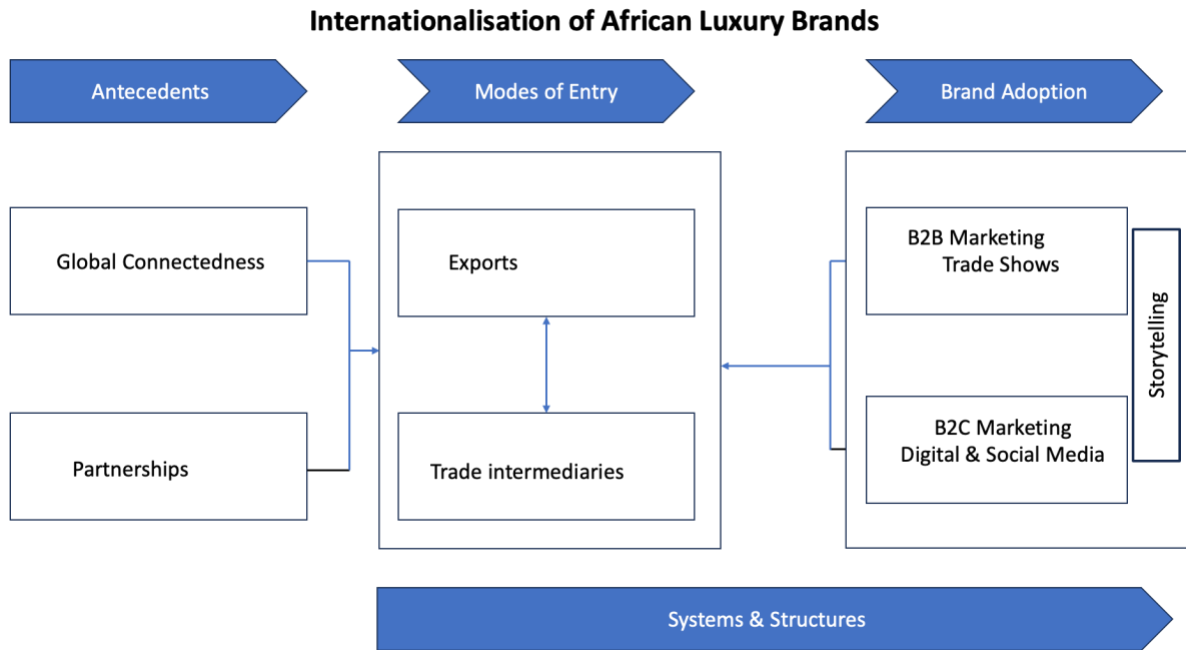 Internationalisation of African Luxury Brands
Antecedents
Modes of Entry
Brand Adoption
Global Connectedness
Partnerships
Exports
Trade intermediaries
B2B Marketing
Trade Shows
B2C Marketing
Digital & Social Media
Storytelling
Systems & Structures